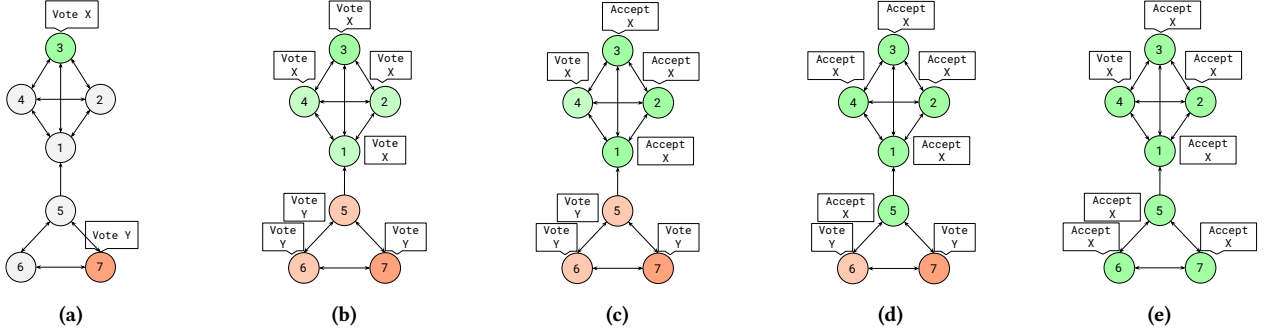 Vote X
3
4
2
1
5
Vote Y
6
7
(a)
Vote
X
3
Vote
X
Vote
X
4
2
1
Vote
X
Vote
Y
5
Vote
Y
Vote
Y
6
7
(b)
Accept
X
3
Vote
X
Accept
X
4
2
1
Accept
X
Vote
Y
5
Vote
Y
Vote
Y
6
7
(c)
Accept
X
3
Accept
X
Accept
X
4
2
1
Accept
X
Accept
X
5
Vote
Y
Vote
Y
6
7
(d)
Accept
X
3
Vote
X
Accept
X
4
2
1
Accept
X
Accept
X
5
Accept
X
Accept
X
6
7
(e)